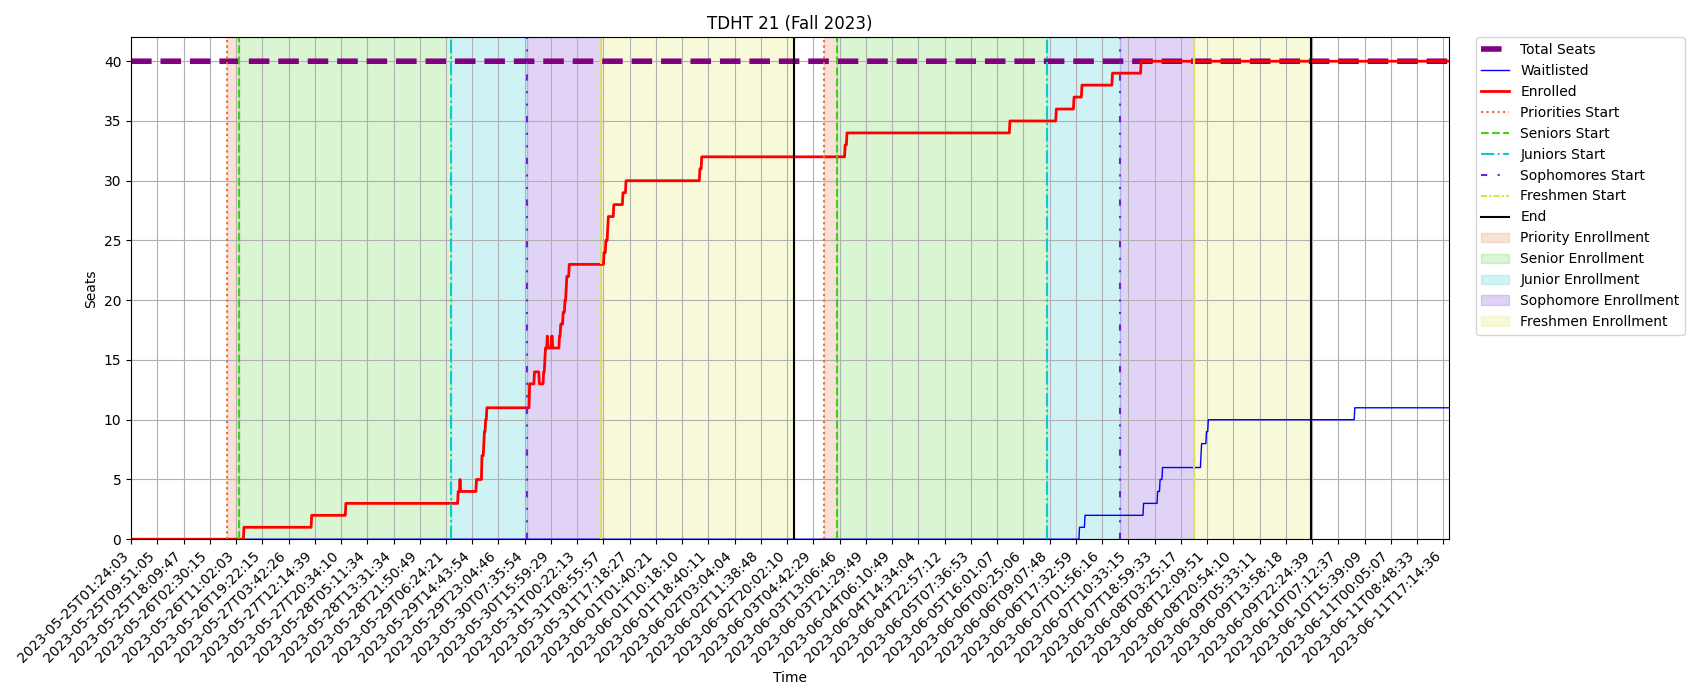 TDHT 21 (Fall 2023)
Seats
40
35
30
25
20
15
10
5
0
2023-05-25T01:24:03
2023-05-25T09:51:05
2023-05-25T18:09:47
2023-05-26T02:30:15
2023-05-26T11:02:03
2023-05-26T19:22:15
2023-05-27T03:42:26
2023-05-27T12:14:39
2023-05-27T20:34:10
2023-05-28T05:11:34
2023-05-28T13:31:34
2023-05-28T21:50:49
2023-05-29T06:24:21
2023-05-29T14:43:54
2023-05-29T23:04:46
2023-05-30T07:35:54
2023-05-30T15:59:29
2023-05-31T00:22:13
2023-05-31T08:55:57
2023-05-31T17:18:27
2023-06-01T01:40:21
2023-06-01T10:18:10
2023-06-01T18:40:11
2023-06-02T03:04:04
2023-06-02T11:38:48
2023-06-02T20:02:10
2023-06-03T04:42:29
2023-06-03T13:06:46
2023-06-03T21:29:49
2023-06-04T06:10:49
2023-06-04T14:34:04
2023-06-04T22:57:12
2023-06-05T07:36:53
2023-06-05T16:01:07
2023-06-06T00:25:06
2023-06-06T09:07:48
2023-06-06T17:32:59
2023-06-07T01:56:16
2023-06-07T10:33:15
2023-06-07T18:59:33
2023-06-08T03:25:17
2023-06-08T12:09:51
2023-06-08T20:54:10
2023-06-09T05:33:11
2023-06-09T13:58:18
2023-06-09T22:24:39
2023-06-10T07:12:37
2023-06-10T15:39:09
2023-06-11T00:05:07
2023-06-11T08:48:33
2023-06-11T17:14:36
Time
Total Seats
Waitlisted
Enrolled
Priorities Start
Seniors Start
Juniors Start
Sophomores Start
Freshmen Start
End
Priority Enrollment
Senior Enrollment
Junior Enrollment
Sophomore Enrollment
Freshmen Enrollment